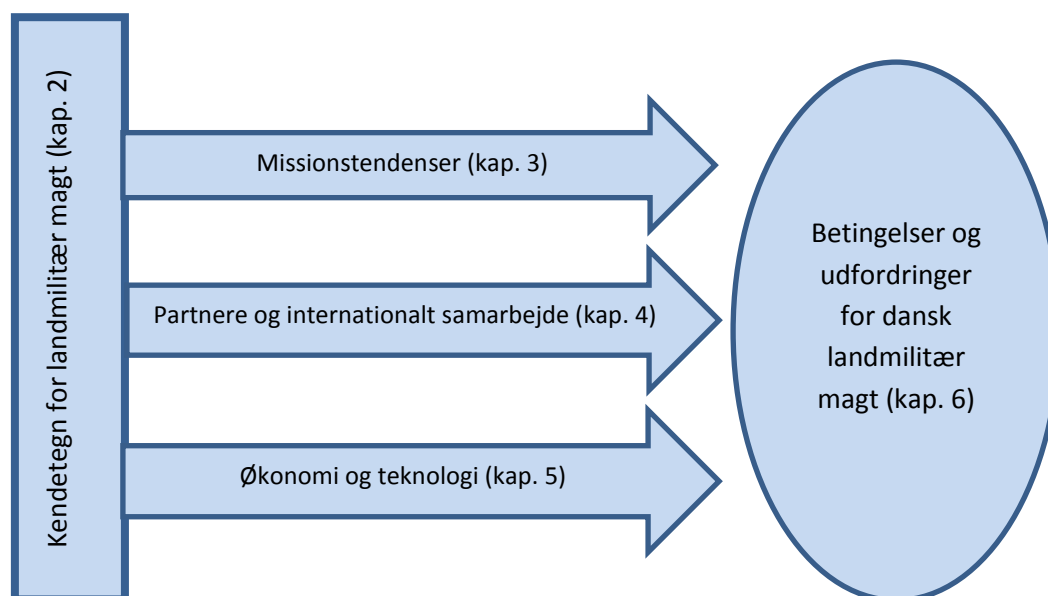 Kendetegn for landmilitær magt (kap. 2)
Missionstendenser (kap. 3)
Partnere og internationalt samarbejde (kap. 4)
Økonomi og teknologi (kap. 5)
Betingelser og
udfordringer
for dansk
landmilitær
magt (kap. 6)